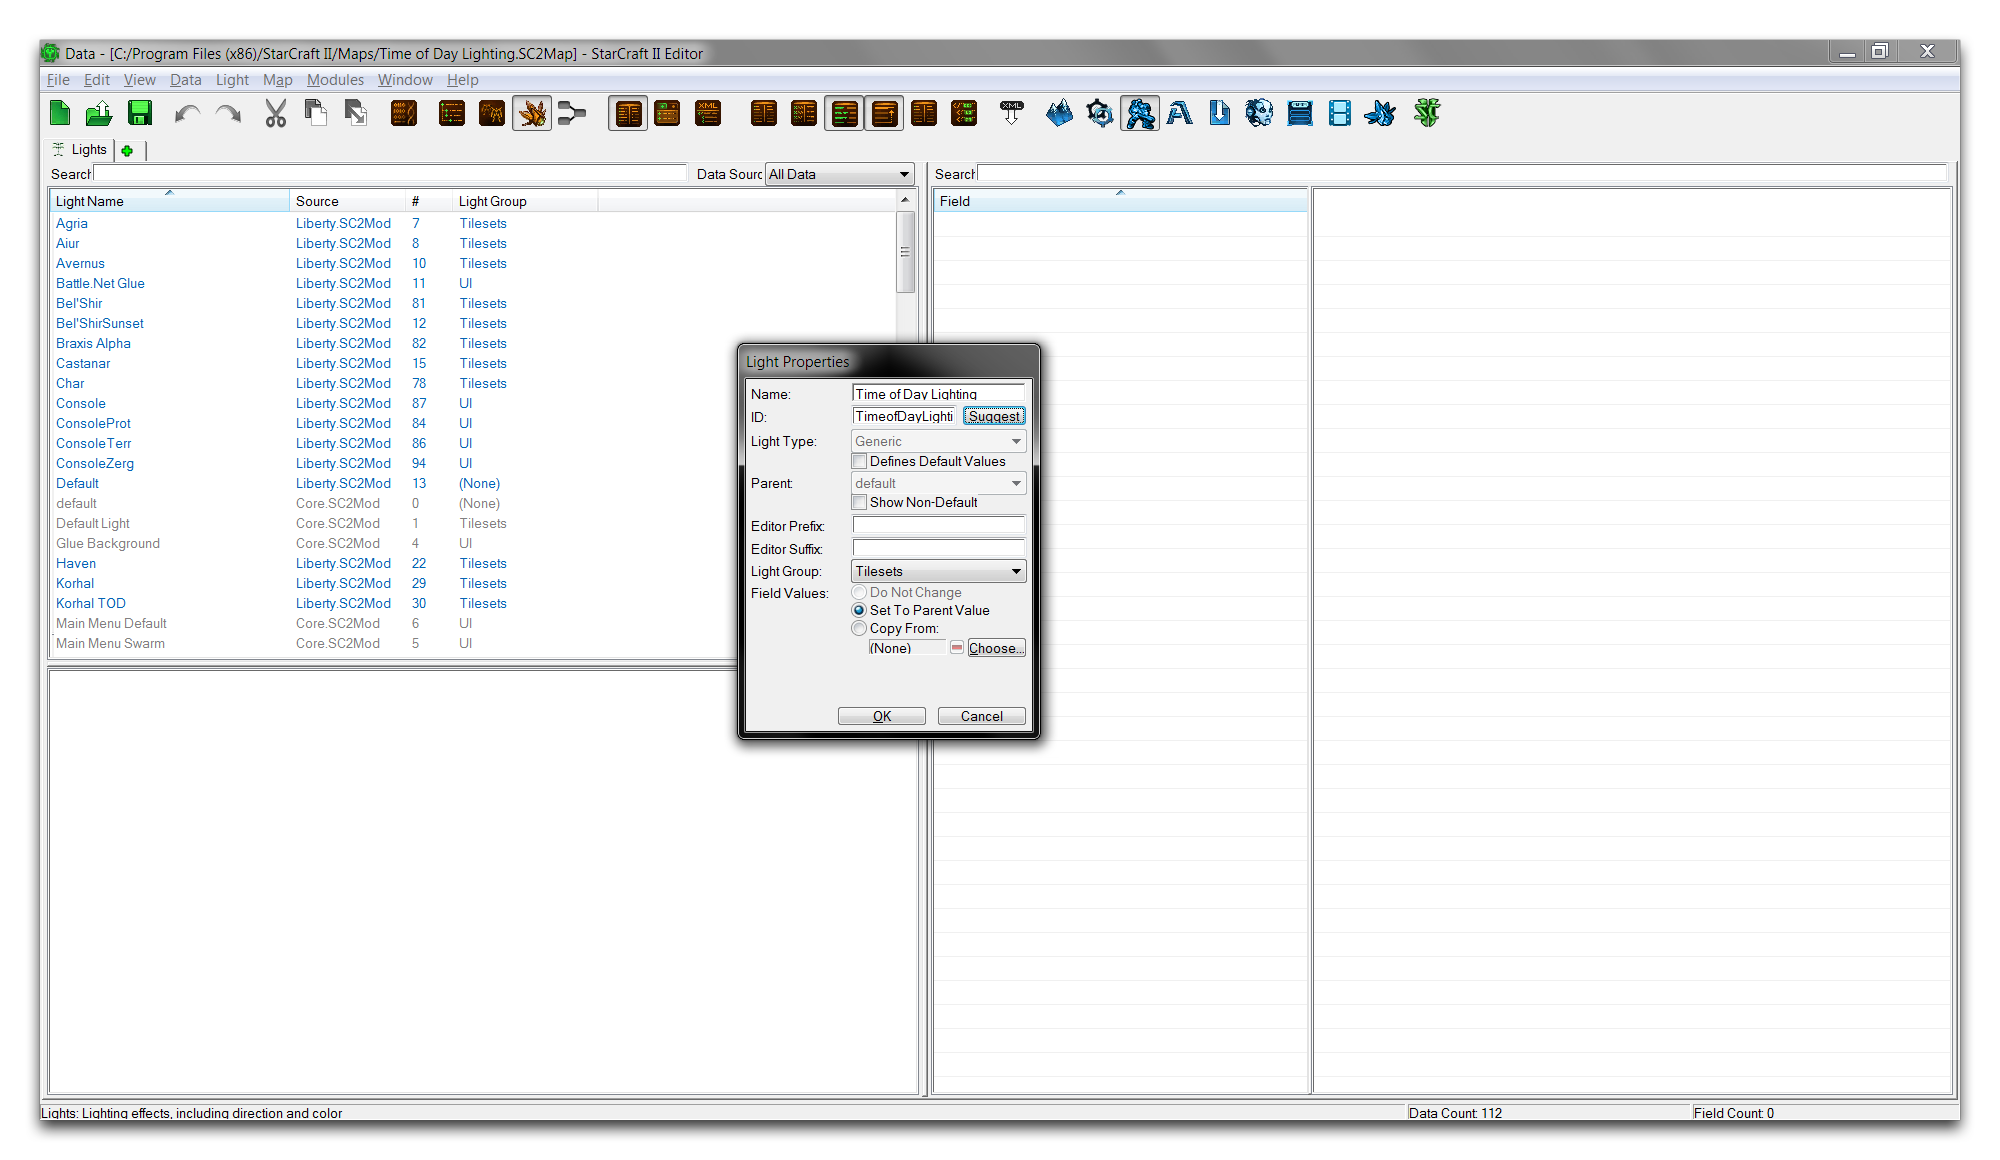 Data - [C:/Program Files (x86)/StarCraft II/Maps/Time of Day Lighting.SC2Map] - StarCraft II Editor
File Edit View Data Light Map Modules Window Help
XML XML
Lights
Search Data Sourc All Data Search
Light Name Source # Light Group Field
Agria Liberty.SC2Mod 7 Tilesets
Aiur Liberty.SC2Mod 8 Tilesets
Avernus Liberty.SC2Mod 10 Tilesets
Battle.Net Glue Liberty.SC2Mod 11 UI
Bel'Shir Liberty.SC2Mod 81 Tilesets
Bel'ShirSunset Liberty.SC2Mod 12 Tilesets
Braxis Alpha Liberty.SC2Mod 82 Tilesets
Castanar Liberty.SC2Mod 15 Tilesets
Char Liberty.SC2Mod 78 Tilesets
Console Liberty.SC2Mod 87 UI
ConsoleProt Liberty.SC2Mod 84 UI
ConsoleTerr Liberty.SC2Mod 86 UI
ConsoleZerg Liberty.SC2Mod 94 UI
Default Liberty.SC2Mod 13 (None)
default Core.SC2Mod 0 (None)
Default Light Core.SC2Mod 1 Tilesets
Glue Background Core.SC2Mod 4 UI
Haven Liberty.SC2Mod 22 Tilesets
Korhal Liberty.SC2Mod 29 Tilesets
Korhal TOD Liberty.SC2Mod 30 Tilesets
Main Menu Default Core.SC2Mod 6 UI
Main Menu Swarm Core.SC2Mod 5 UI
Light Properties
Name: Time of Day Lighting
ID: TimeofDayLighti Suggest
Light Type: Generic
Defines Default Values
Parent: default
Show Non-Default
Editor Prefix:
Editor Suffix:
Light Group: Tilesets
Field Values: Do Not Change
Set To Parent Value
Copy From:
(None) Choose...
OK Cancel
Lights: Lighting effects, including direction and color Data Count: 112 Field Count: 0